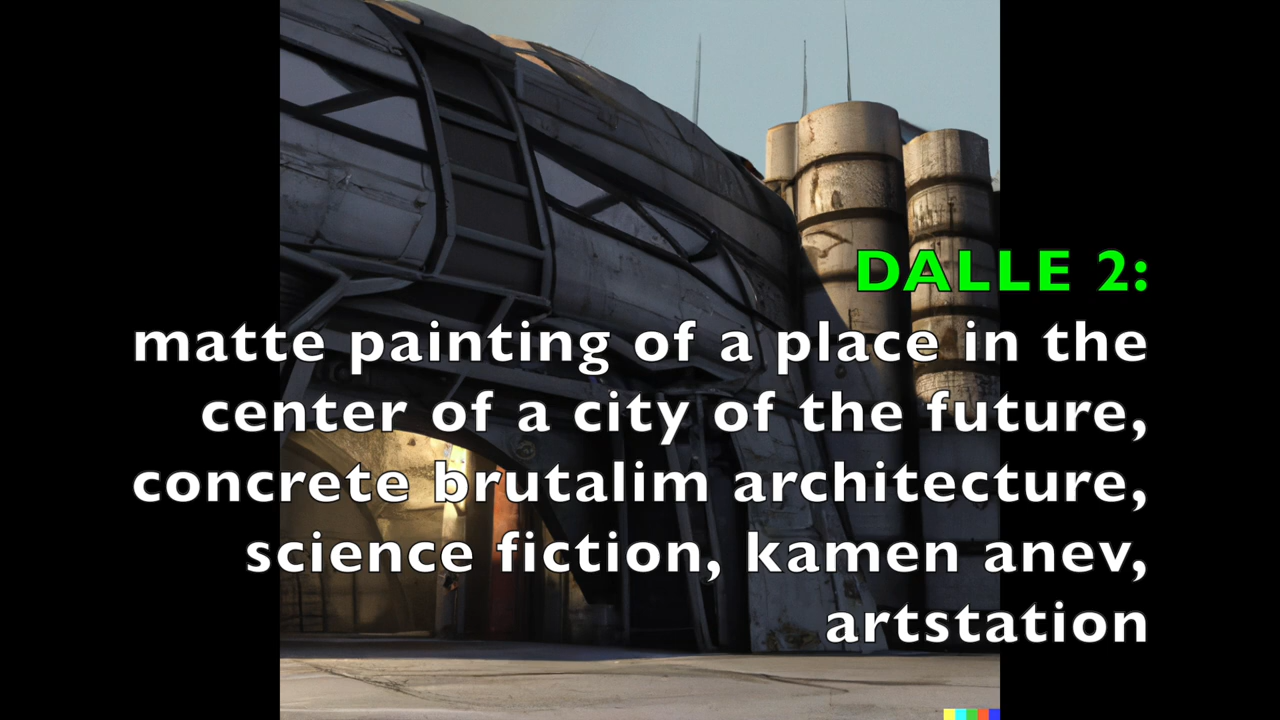 DALLE 2:
matte painting of a place in the
center of a city of the future,
concrete brutalim architecture,
science fiction, kamen anev,
artstation